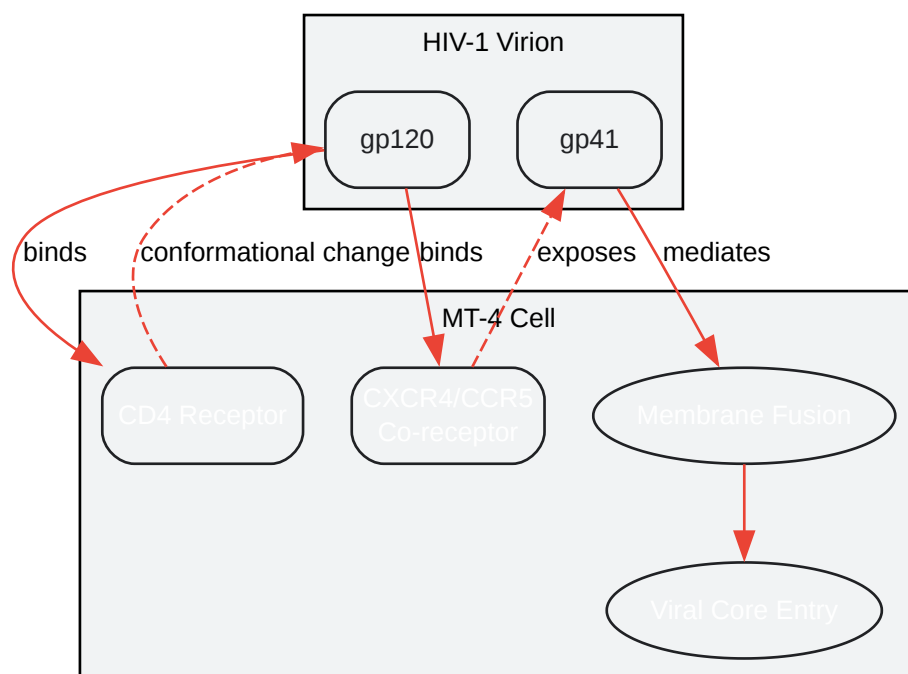 HIV-1 Virion
gp120
gp41
binds
conformational change
binds
exposes
mediates
MT-4 Cell
CD4 Receptor
CXCR4/CCR5
Co-receptor
Membrane Fusion
Viral Core Entry